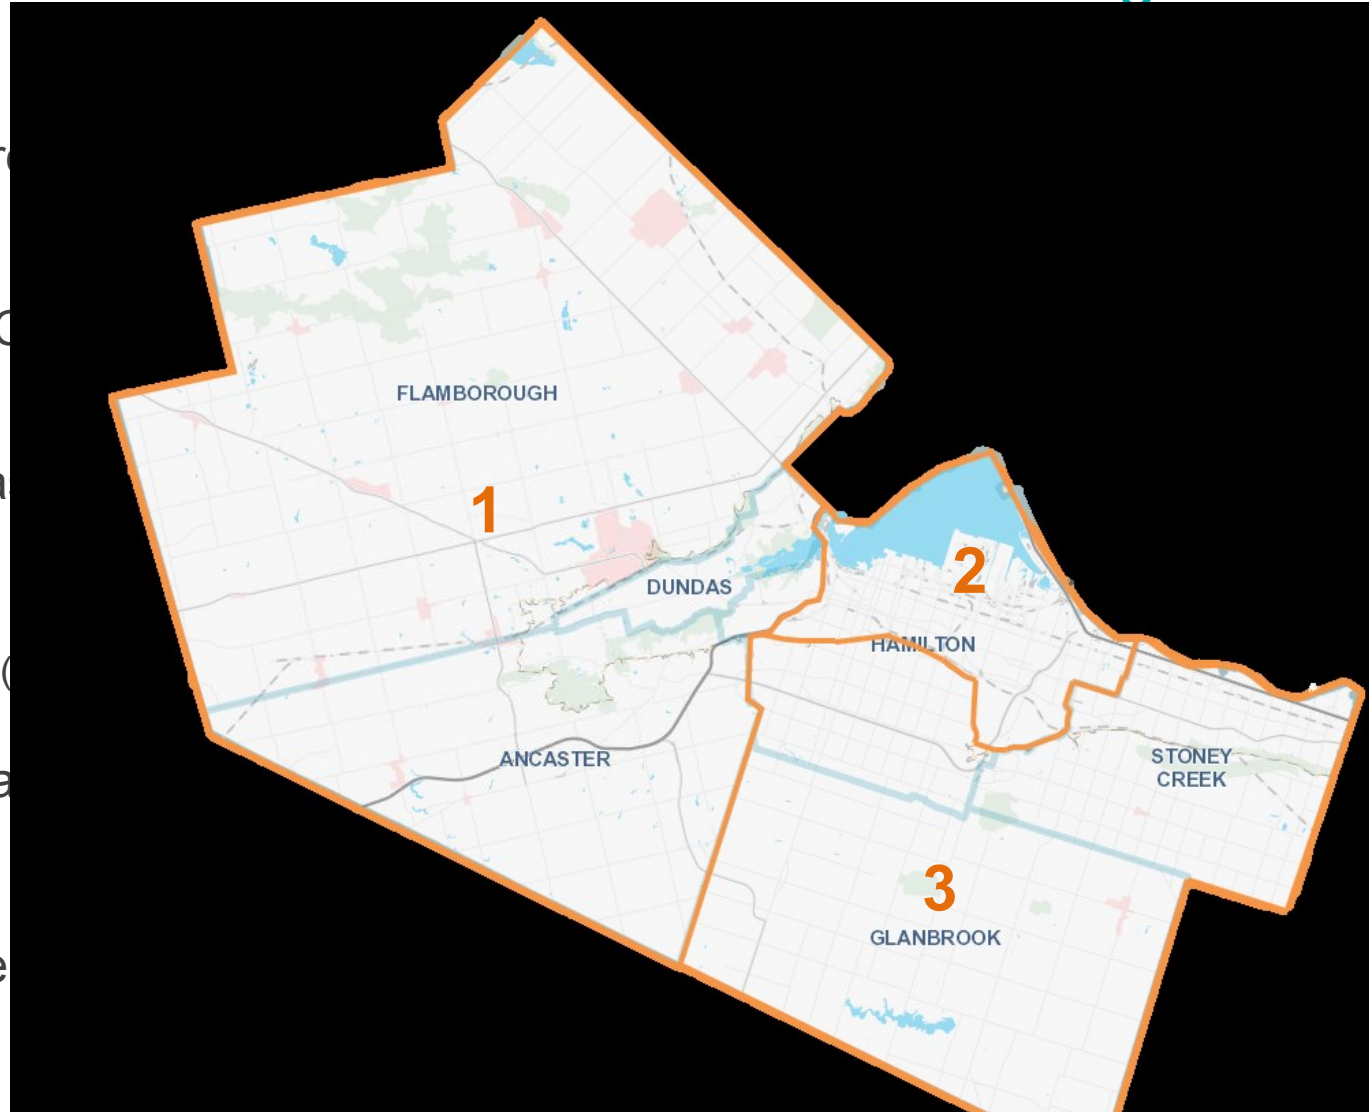 FLAMBOROUGH
1
2
DUNDAS
HAMILTON
ANCASTER
STONEY
CREEK
3
GLANBROOK